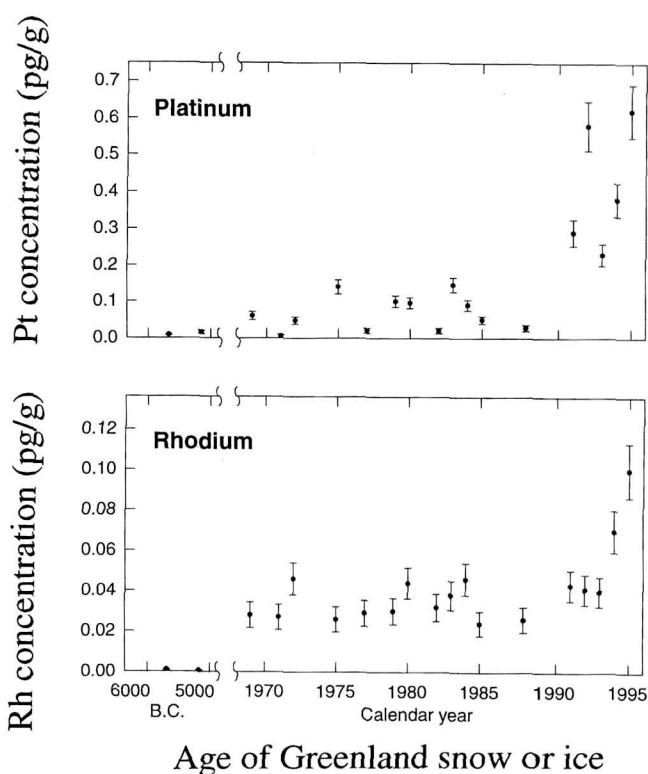 Pt concentration (pg/g)
0.7
0.6
0.5
0.4
0.3
0.2
0.1
0.0
Platinum
Rh concentration (pg/g)
0.12
0.10
0.08
0.06
0.04
0.02
0.00
Rhodium
6000 5000 1970 1975 1980 1985 1990 1995
B.C. Calendar year
Age of Greenland snow or ice